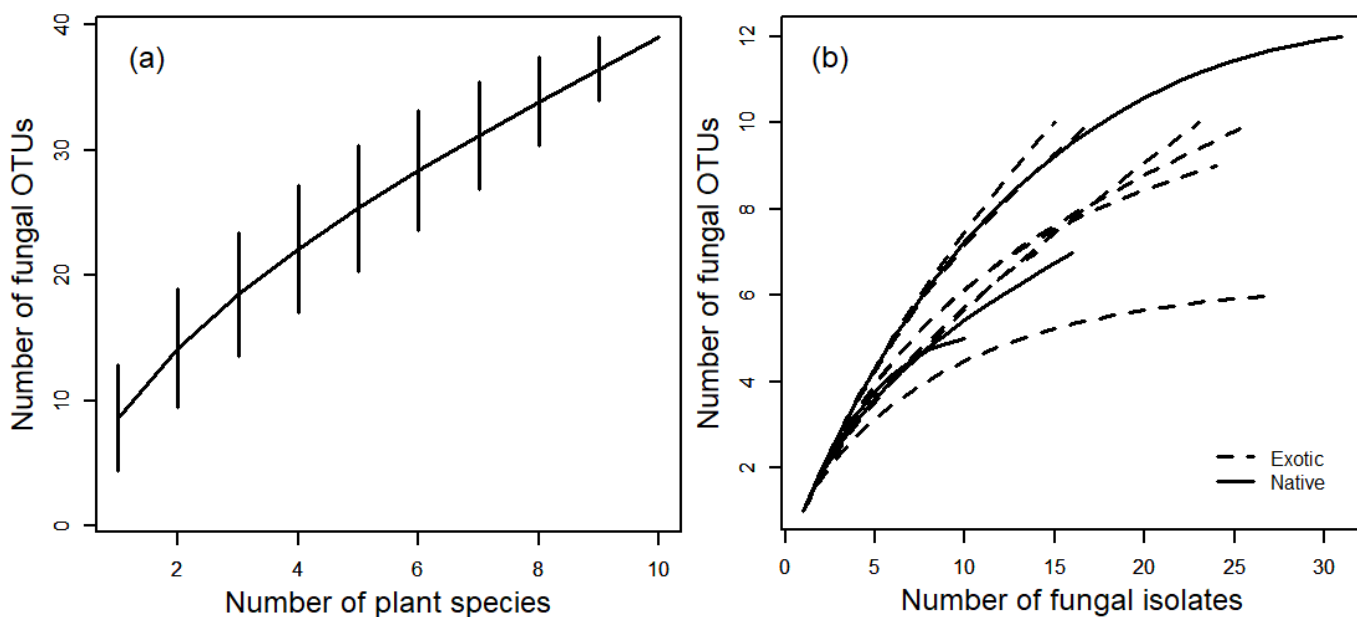 (a)
Number of fungal OTUs
0
10
20
30
40
2
4
6
8
10
Number of plant species
(b)
Number of fungal OTUs
2
4
6
8
10
12
0
5
10
15
20
25
30
Number of fungal isolates
Exotic
Native